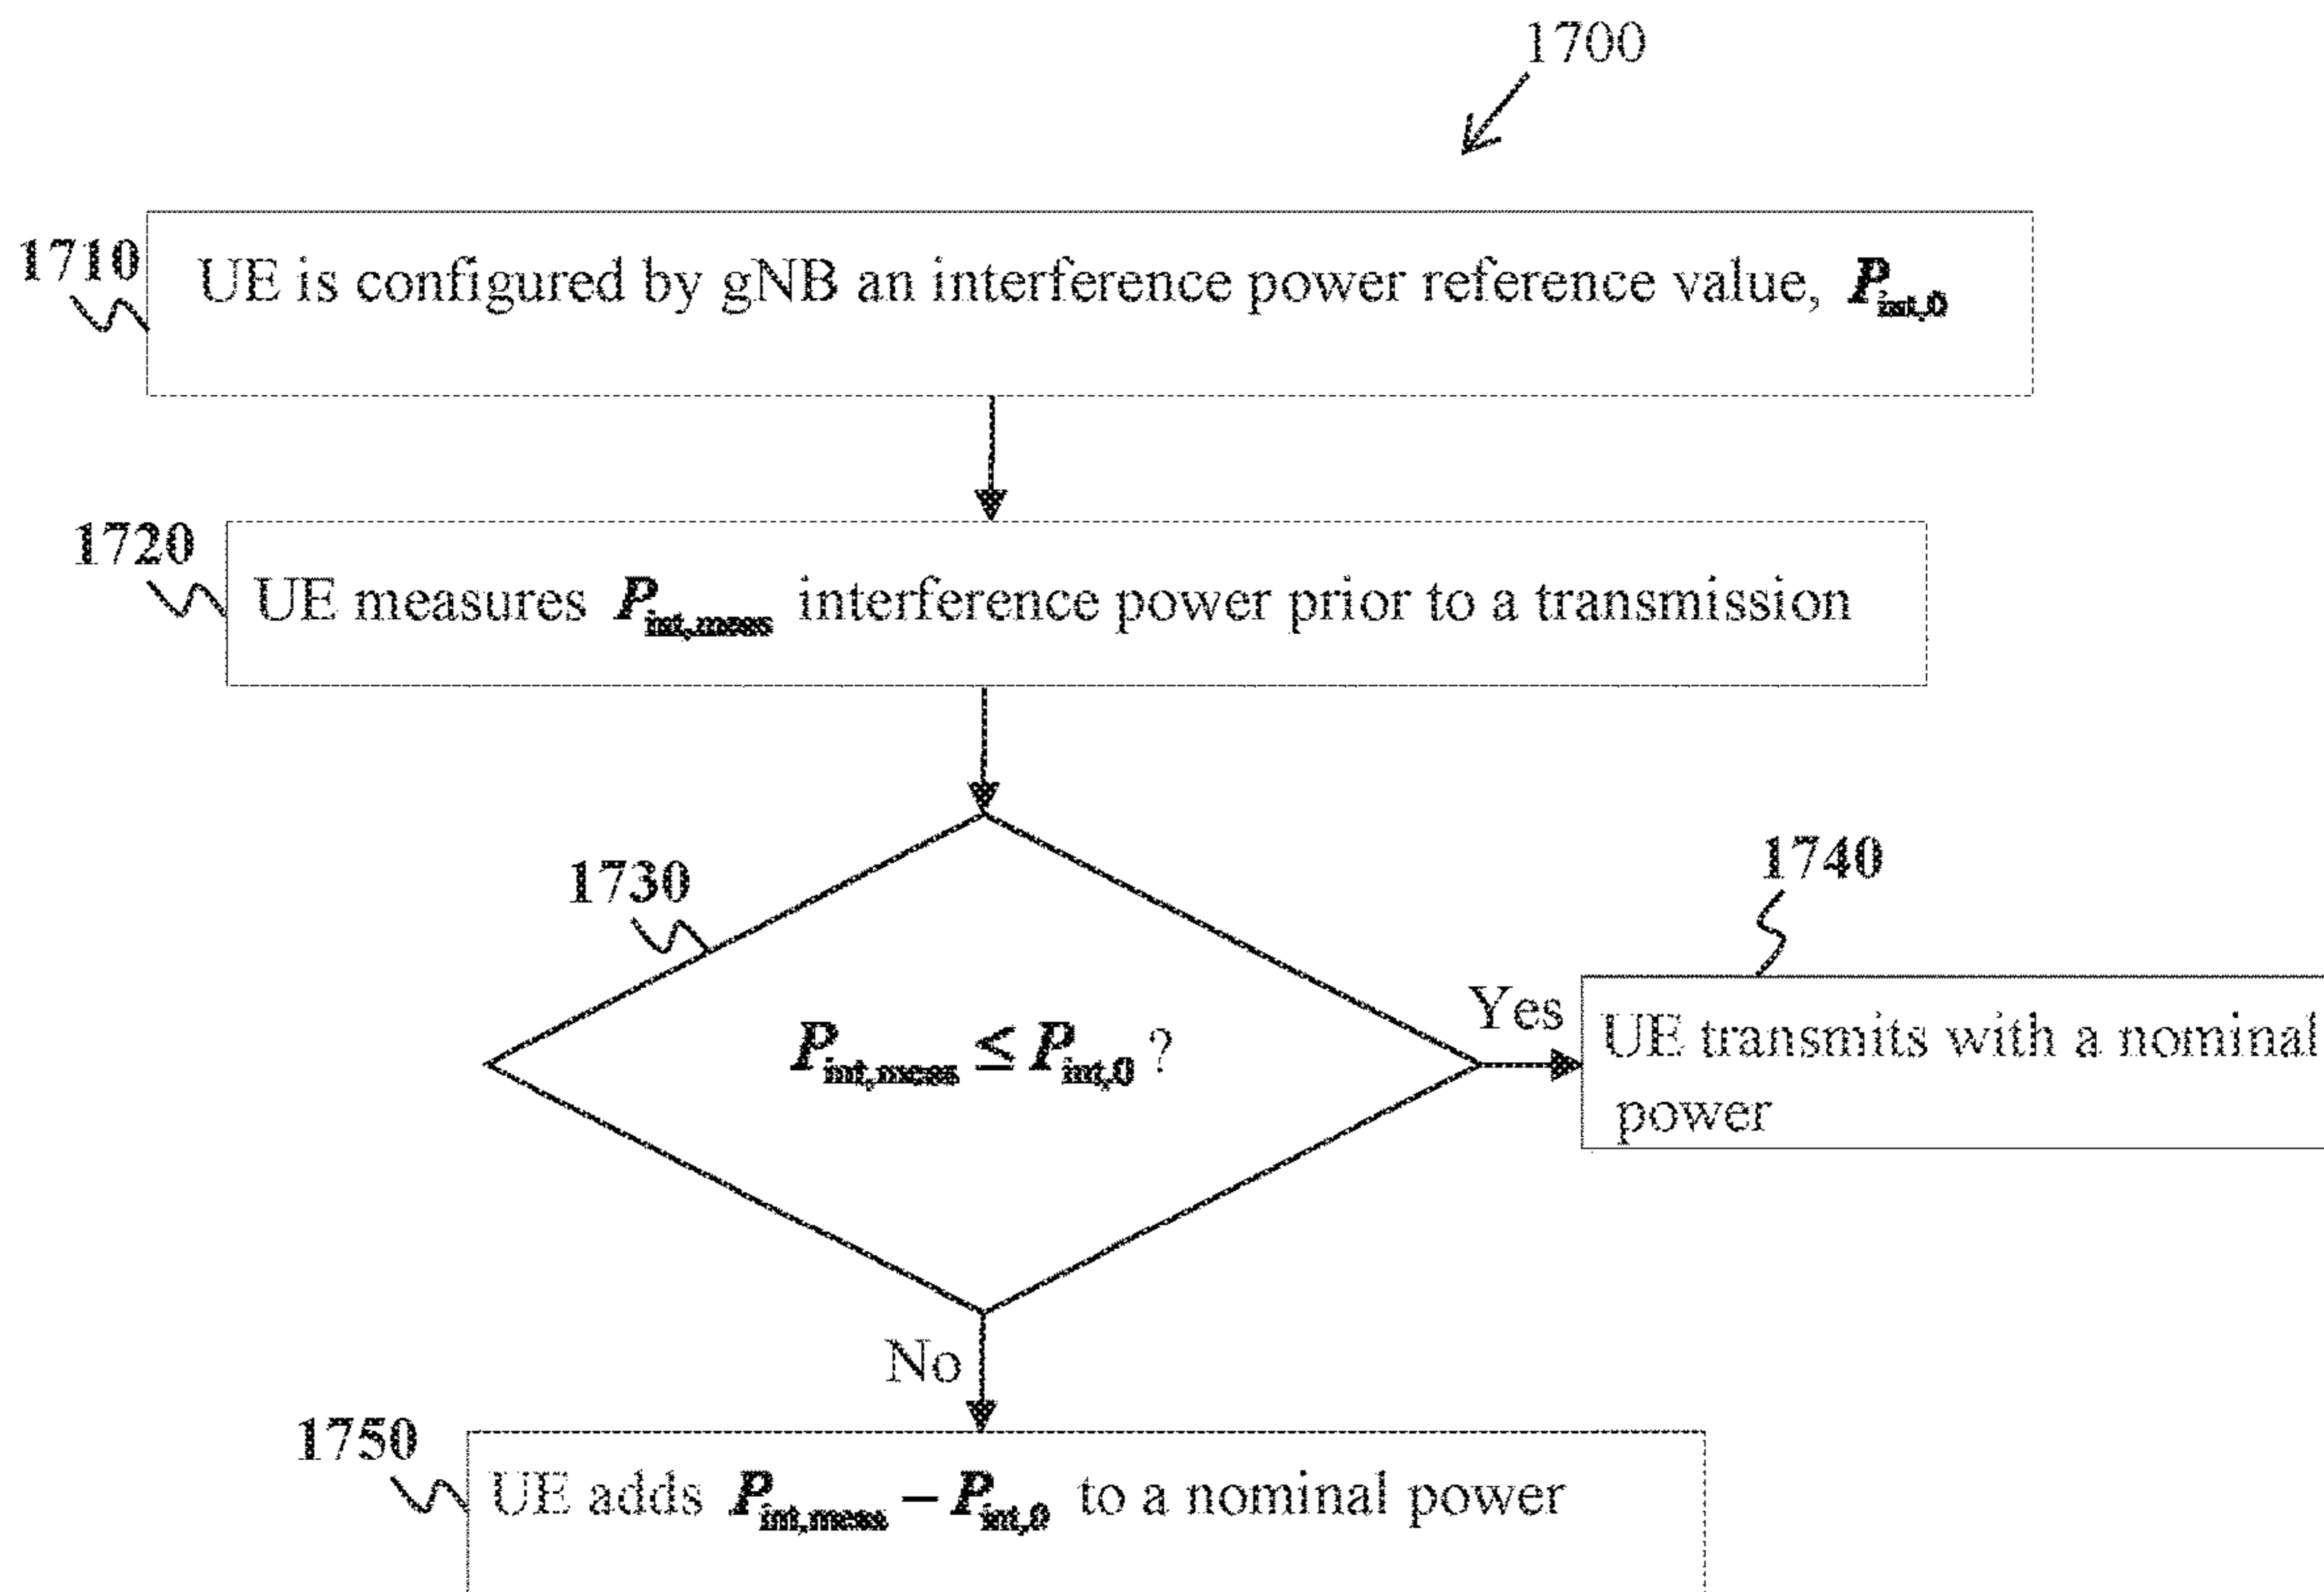 1700
1710
UE is configured by gNB an interference power reference value, P_int,0
1720
UE measures P_int,meas interference power prior to a transmission
1730
P_int,meas ≤ P_int,0 ?
Yes
1740
UE transmits with a nominal
power
No
1750
UE adds P_int,meas – P_int,0 to a nominal power